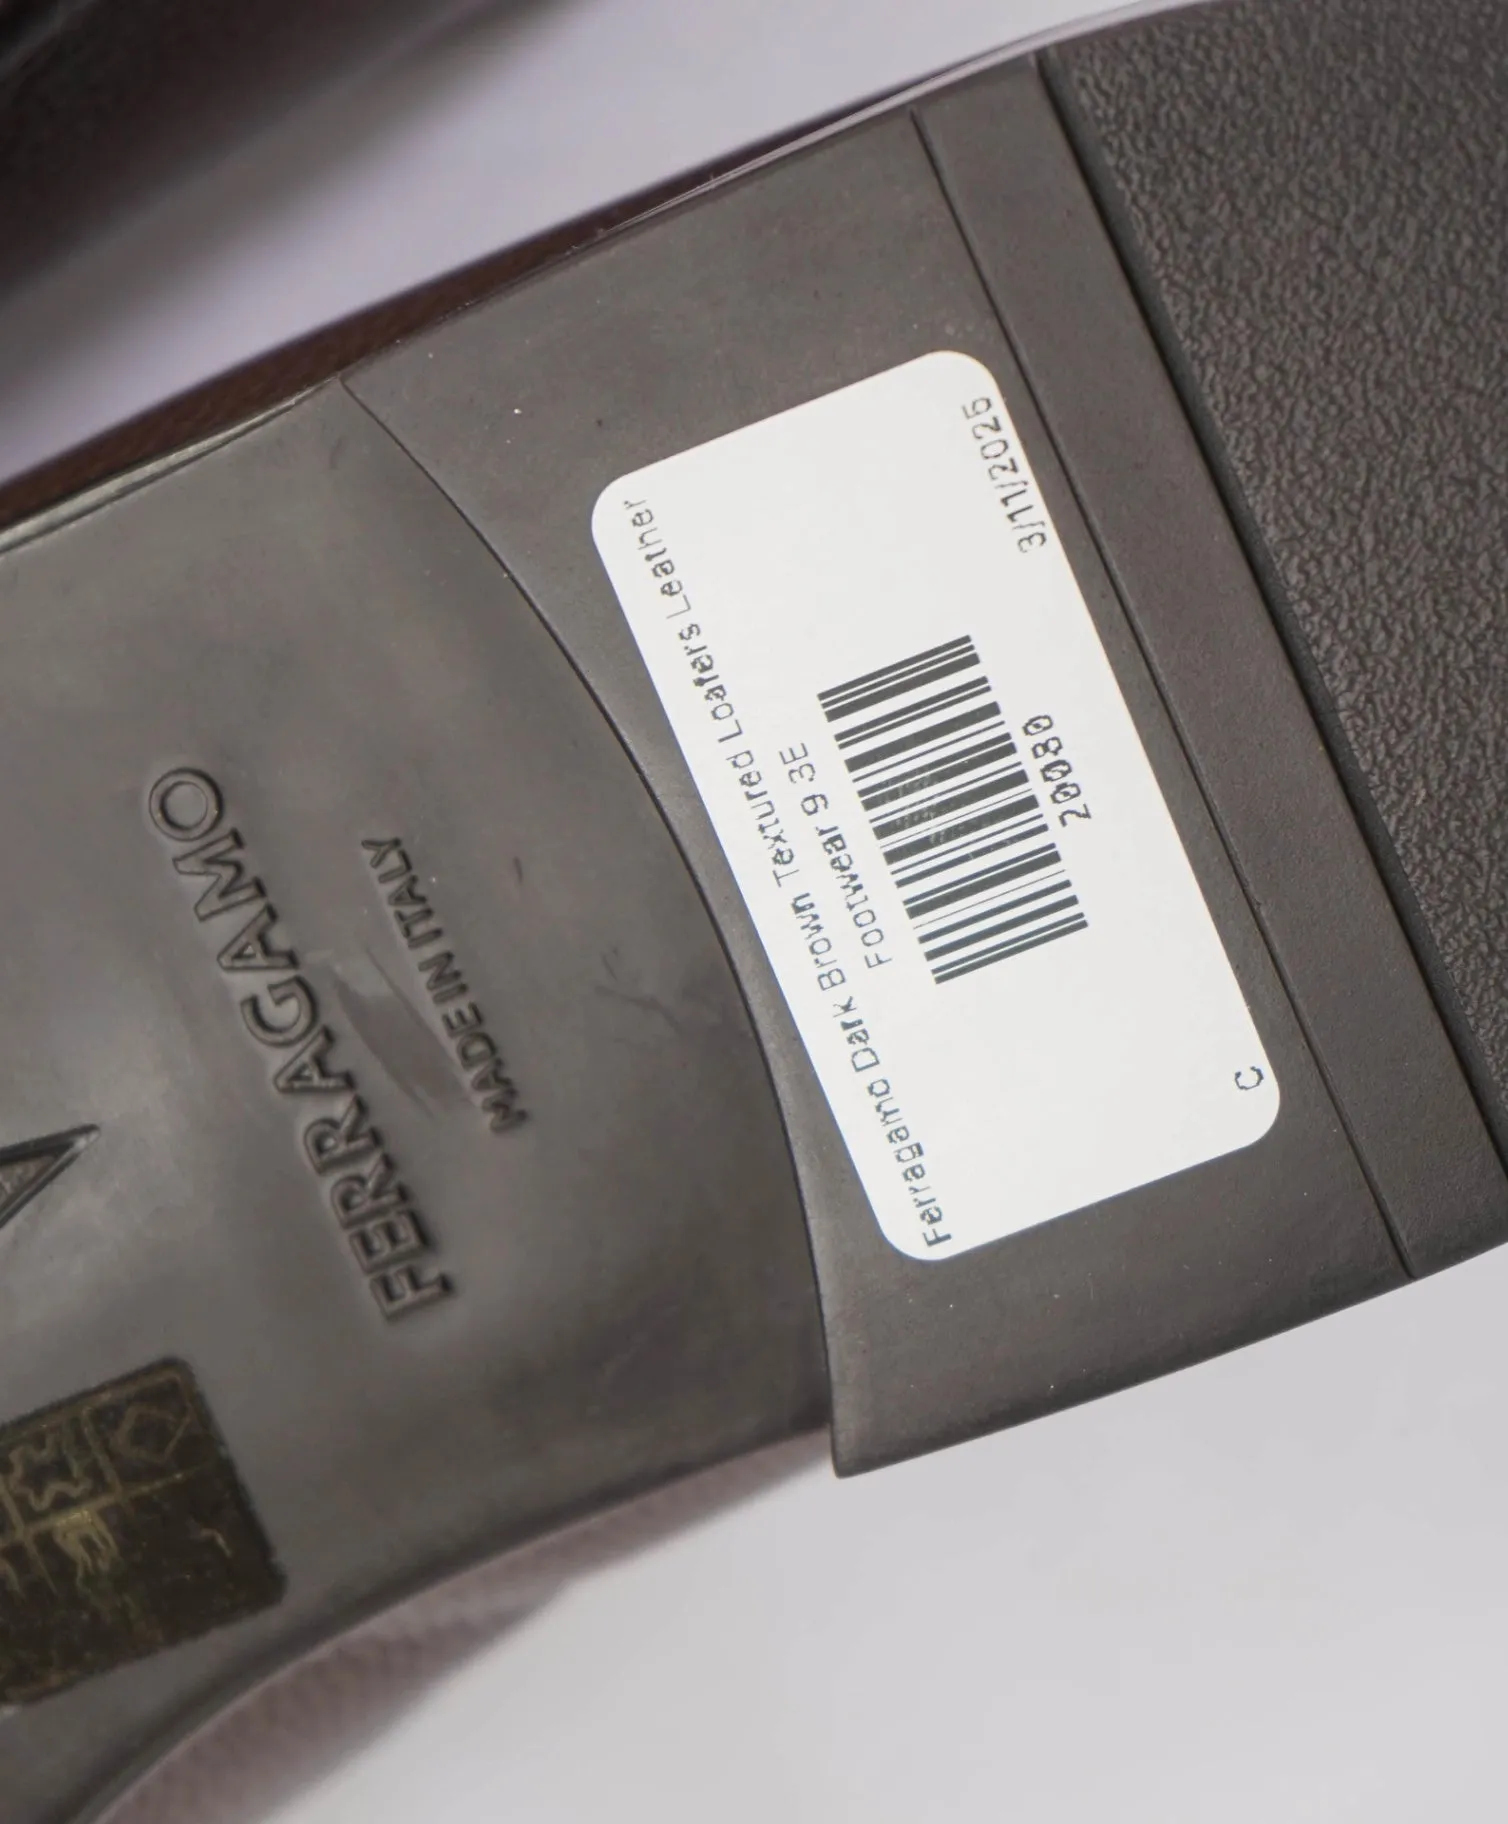 FERRAGAMO
MADE IN ITALY
Ferragamo Dark Brown Textured Loafers Leather
Footwear 9 3E
20080
C
3/11/2025